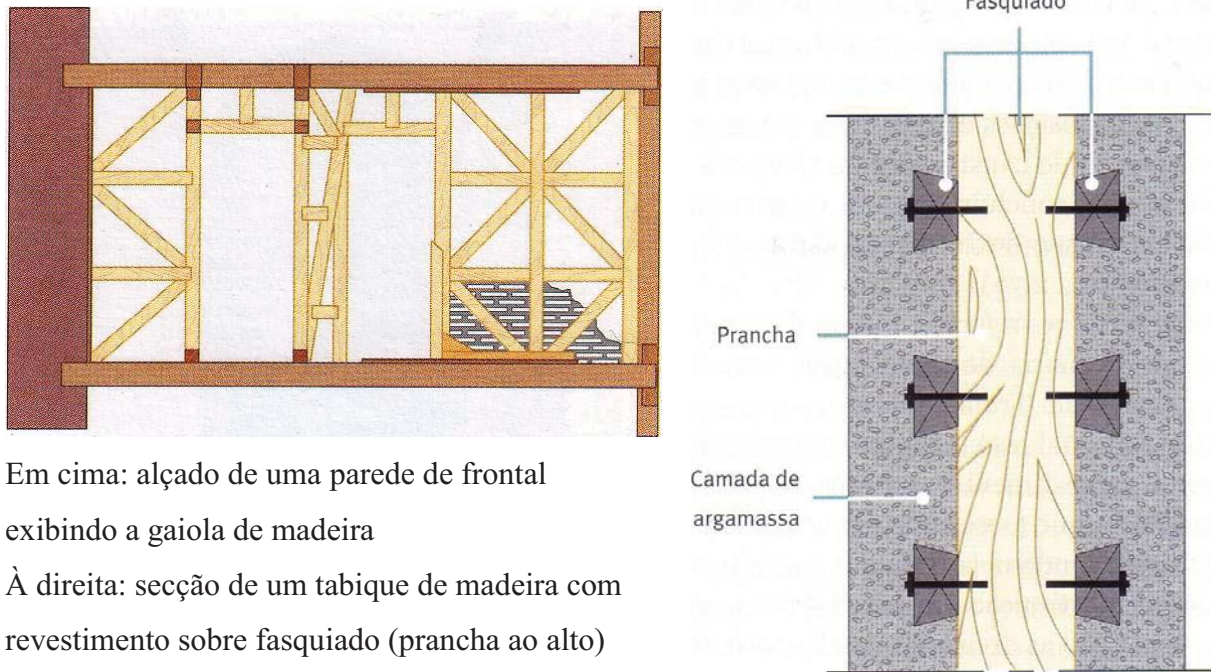 Fasquiado
Prancha
Camada de
argamassa
Em cima: alçado de uma parede de frontal
exibindo a gaiola de madeira
À direita: secção de um tabique de madeira com
revestimento sobre fasquiado (prancha ao alto)